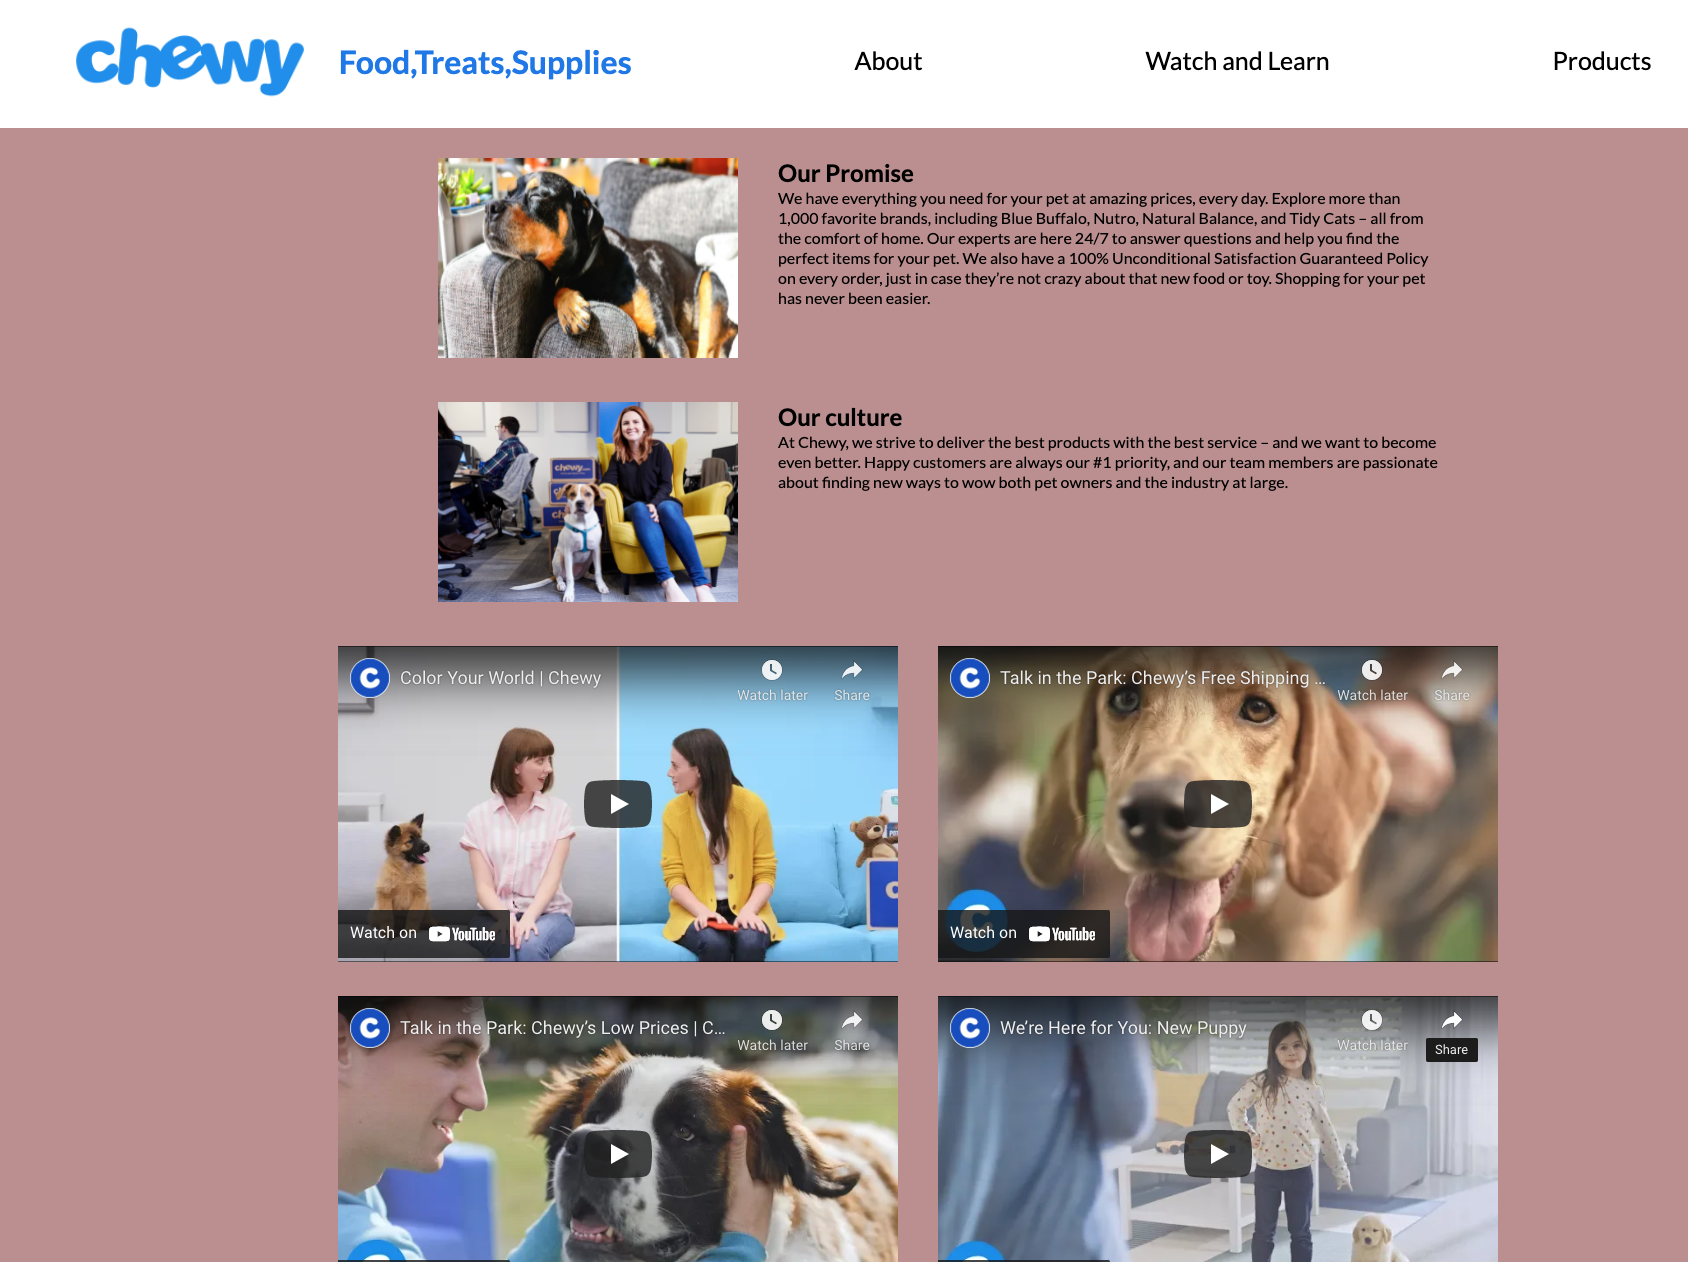 chewy
Food,Treats,Supplies
About
Watch and Learn
Products
Our Promise
We have everything you need for your pet at amazing prices, every day. Explore more than
1,000 favorite brands, including Blue Buffalo, Nutro, Natural Balance, and Tidy Cats – all from
the comfort of home. Our experts are here 24/7 to answer questions and help you find the
perfect items for your pet. We also have a 100% Unconditional Satisfaction Guaranteed Policy
on every order, just in case they’re not crazy about that new food or toy. Shopping for your pet
has never been easier.
chewy
Our culture
At Chewy, we strive to deliver the best products with the best service – and we want to become
even better. Happy customers are always our #1 priority, and our team members are passionate
about finding new ways to wow both pet owners and the industry at large.
C
Color Your World | Chewy
Watch later
Share
Watch on YouTube
C
Talk in the Park: Chewy’s Free Shipping ...
Watch later
Share
Watch on YouTube
C
Talk in the Park: Chewy’s Low Prices | C...
Watch later
Share
C
We’re Here for You: New Puppy
Watch later
Share
Share